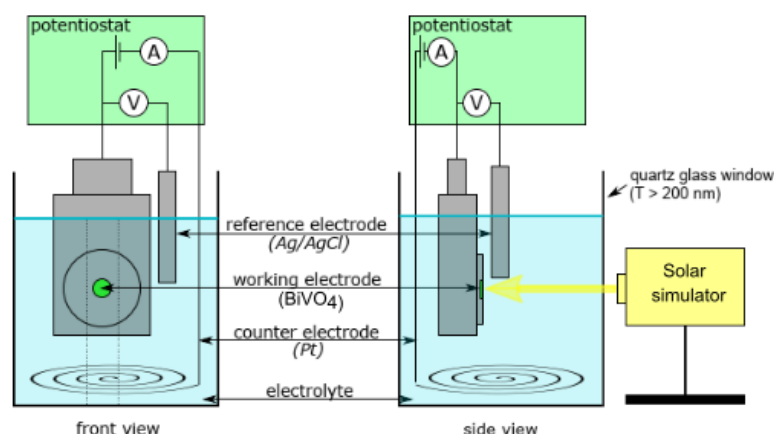 potentiostat
A
V
potentiostat
A
V
quartz glass window
(T > 200 nm)
reference electrode
(Ag/AgCl)
working electrode
(BiVO4)
Solar
simulator
counter electrode
(Pt)
electrolyte
front view
side view